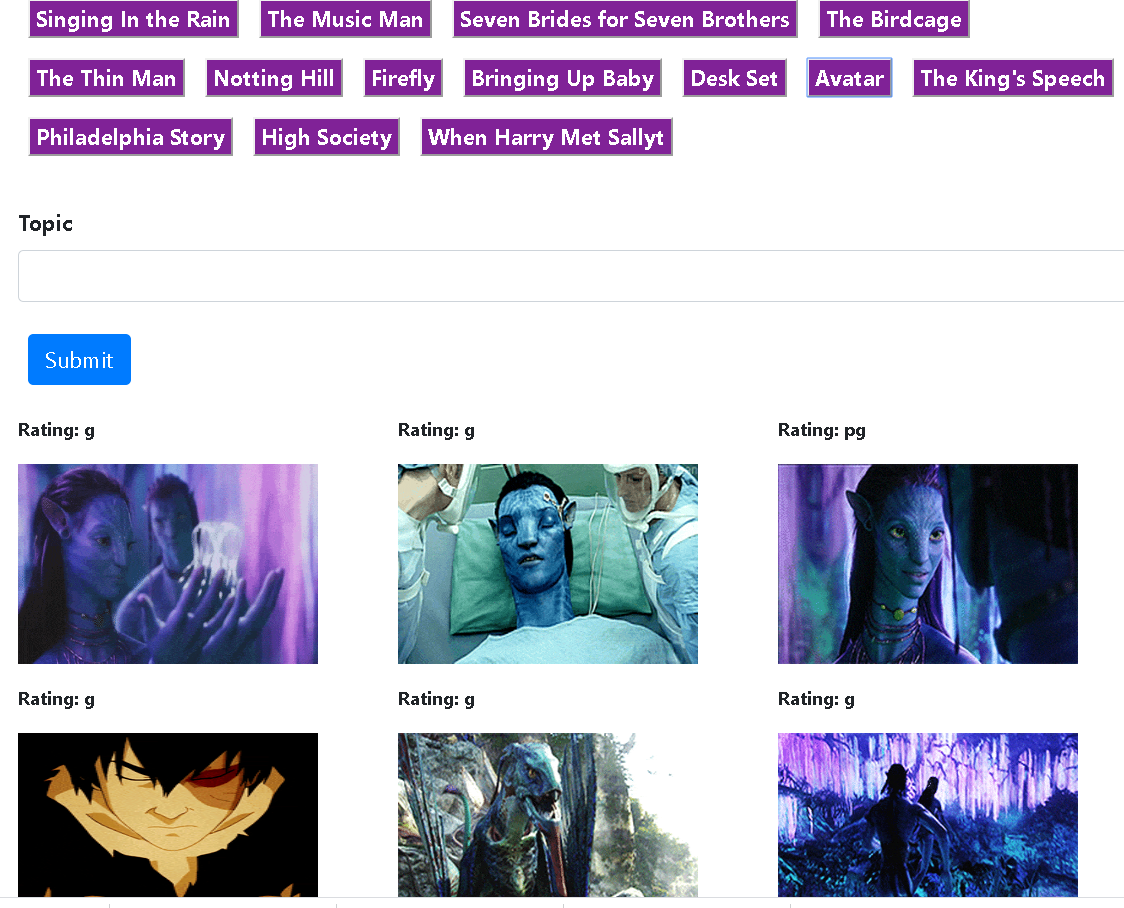 Singing In the Rain The Music Man Seven Brides for Seven Brothers The Birdcage
The Thin Man Notting Hill Firefly Bringing Up Baby Desk Set Avatar The King's Speech
Philadelphia Story High Society When Harry Met Sallyt
Topic
Submit
Rating: g Rating: g Rating: pg
Rating: g Rating: g Rating: g